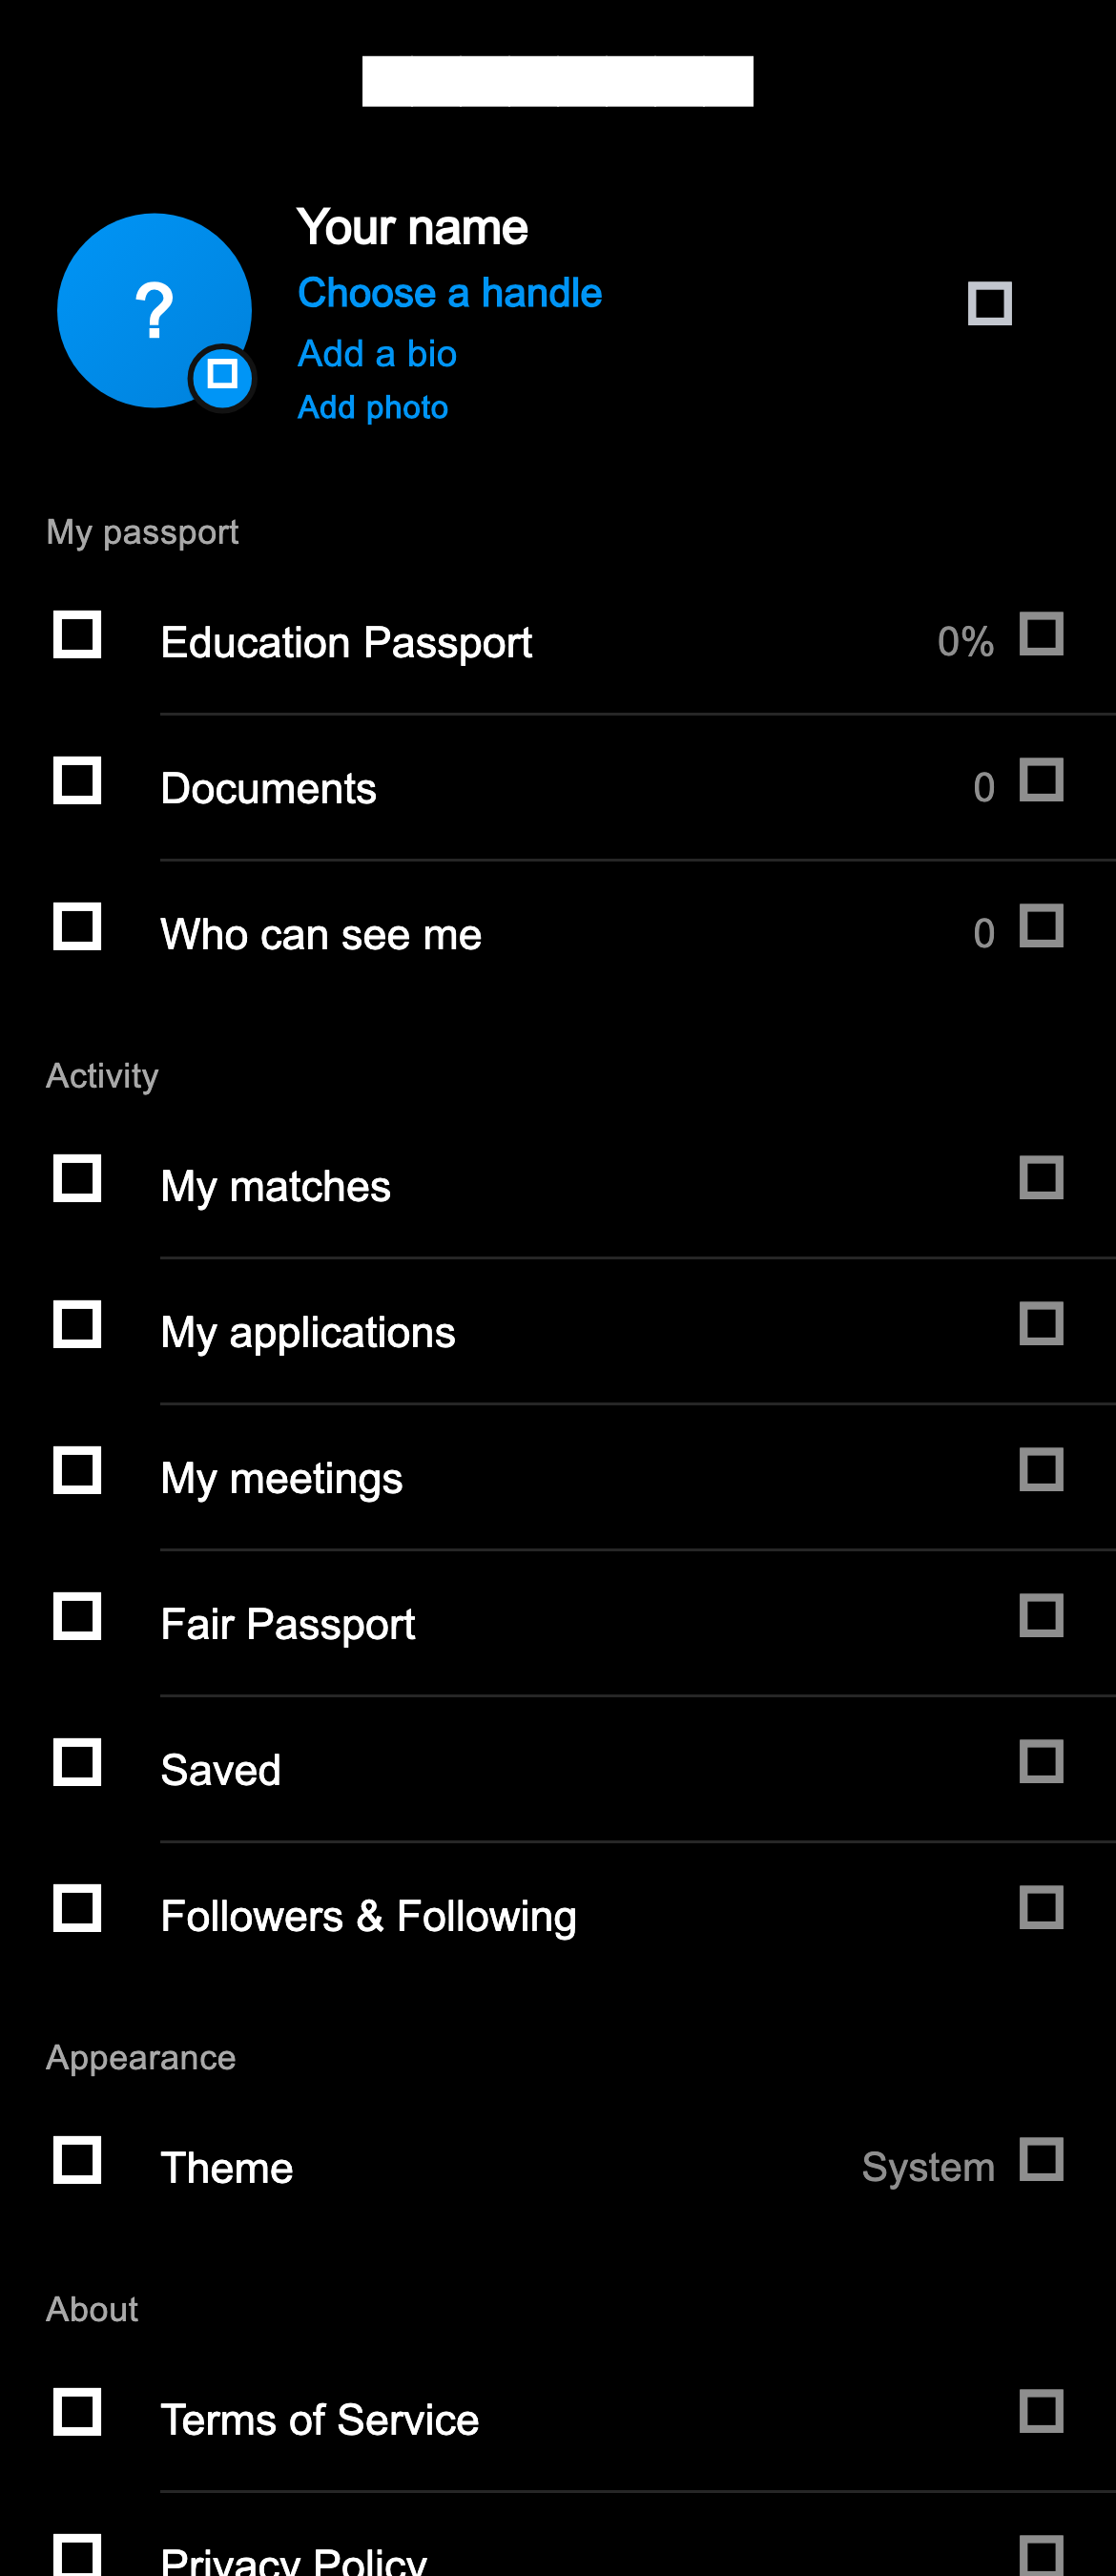 Your name
?
Choose a handle
Add a bio
Add photo
My passport
Education Passport 0%
Documents 0
Who can see me 0
Activity
My matches
My applications
My meetings
Fair Passport
Saved
Followers & Following
Appearance
Theme System
About
Terms of Service
Privacy Policy